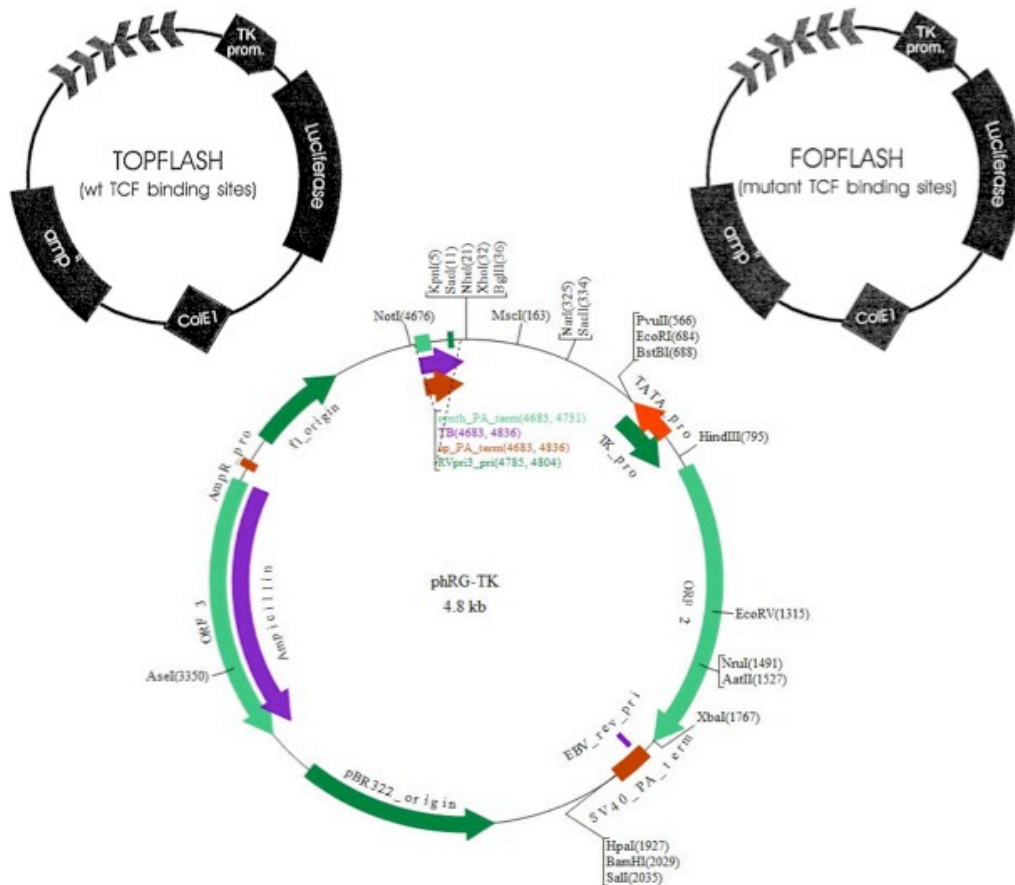 TK
prom.
Luciferase
TOPFLASH
(wt TCF binding sites)
amp R
ColE1
TK
prom.
Luciferase
FOPFLASH
(mutant TCF binding sites)
amp R
ColE1
KpnI(5)
SacI(11)
NheI(21)
XhoI(32)
BglII(36)
NotI(4676)
MscI(163)
NarI(325)
SacII(334)
PvuII(566)
EcoRI(684)
BstBI(688)
TATA_pro
TK_pro
HindIII(795)
f1_origin
AmpR_pro
synth_PA_term(4683, 4731)
TB(4683, 4836)
sp_PA_term(4683, 4836)
RVpri3_pri(4785, 4804)
phRG-TK
4.8 kb
ORF 3
Ampicillin
ORF 2
EcoRV(1315)
NruI(1491)
AatII(1527)
AseI(3350)
XbaI(1767)
EBV_rev_pri
SV40_PA_term
pBR322_origin
HpaI(1927)
BamHI(2029)
SalI(2035)